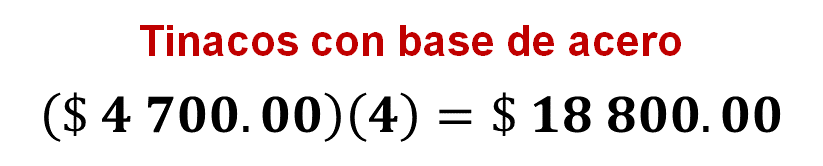 Tinacos con base de acero
($ 4 700.00)(4) = $ 18 800.00